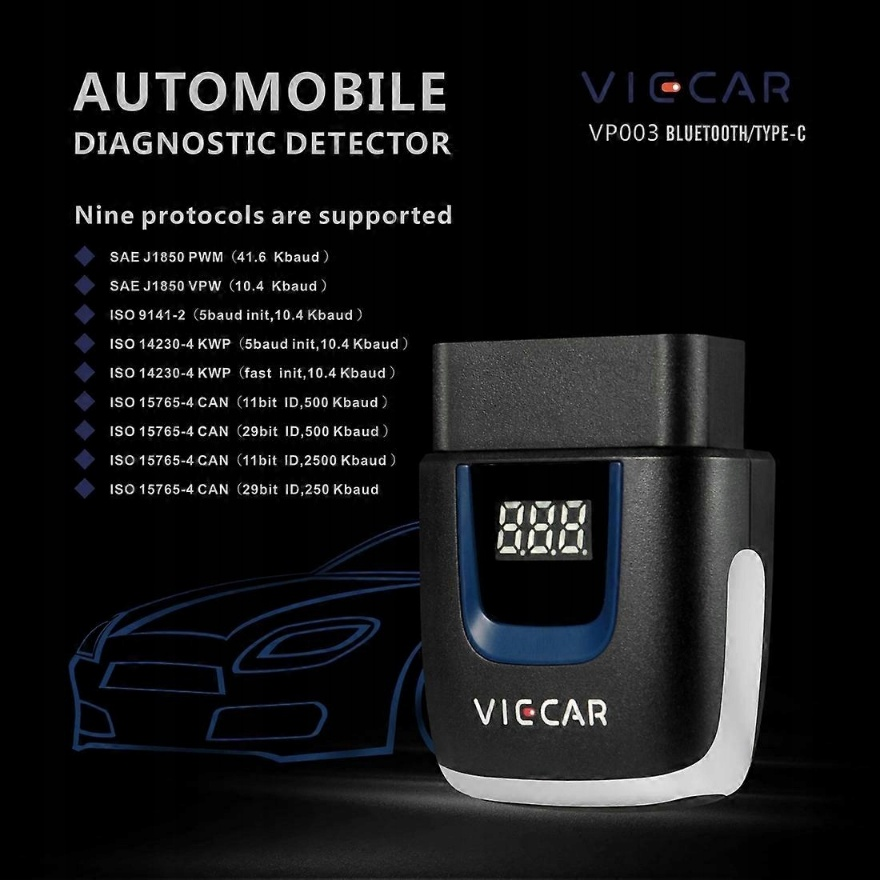 AUTOMOBILE
DIAGNOSTIC DETECTOR
VIECAR
VP003 BLUETOOTH/TYPE-C
Nine protocols are supported
SAE J1850 PWM（41.6 Kbaud）
SAE J1850 VPW（10.4 Kbaud）
ISO 9141-2（5baud init,10.4 Kbaud）
ISO 14230-4 KWP（5baud init,10.4 Kbaud）
ISO 14230-4 KWP（fast init,10.4 Kbaud）
ISO 15765-4 CAN（11bit ID,500 Kbaud）
ISO 15765-4 CAN（29bit ID,500 Kbaud）
ISO 15765-4 CAN（11bit ID,2500 Kbaud）
ISO 15765-4 CAN（29bit ID,250 Kbaud
8.8.8.
VIECAR